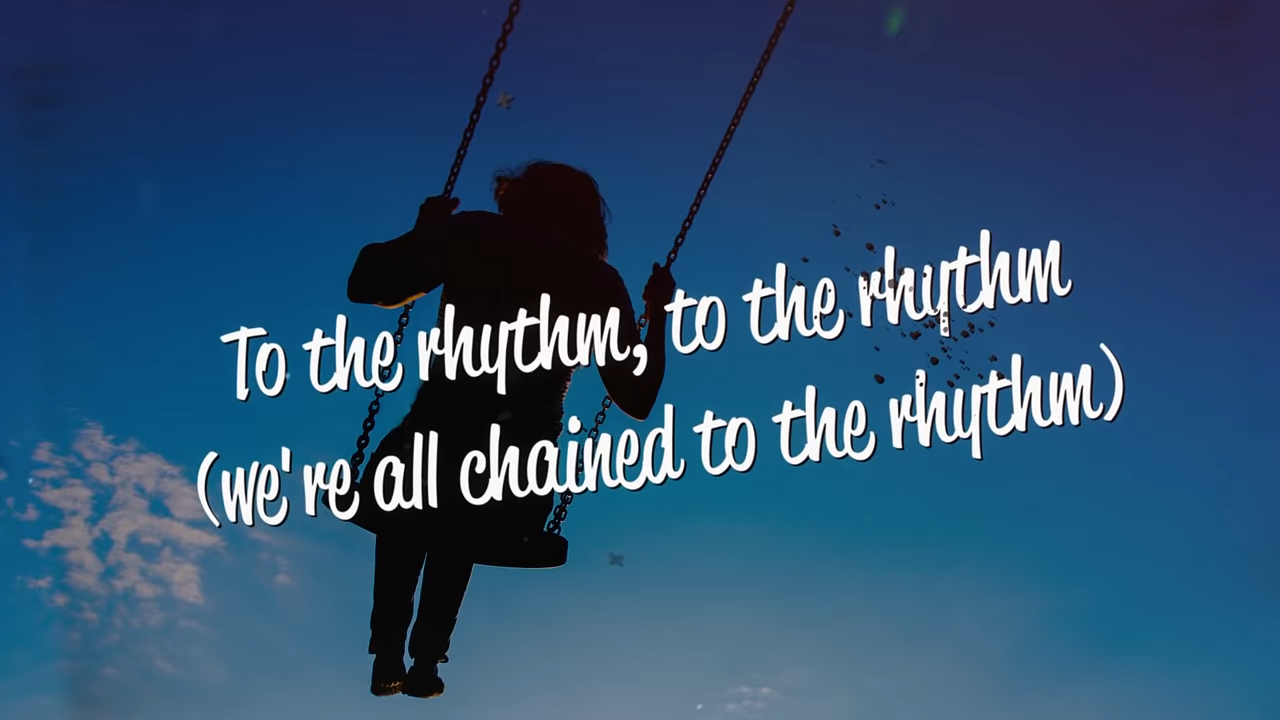 To the rhythm, to the rhythm
(we're all chained to the rhythm)